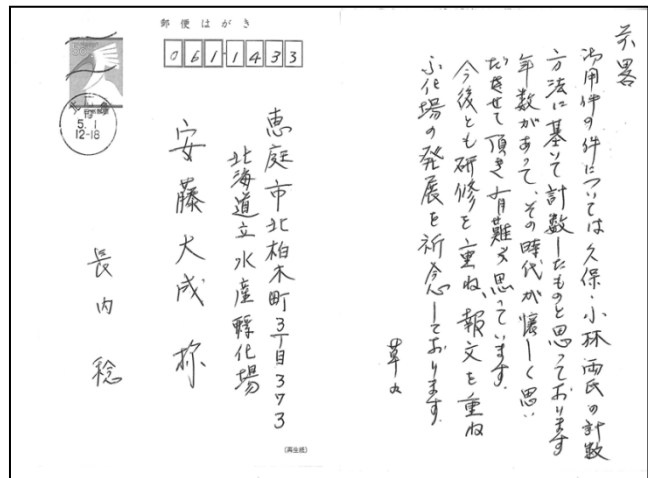 郵便はがき
061-1433
5.1
12-18
恵庭市北柏木町3丁目373
北海道立水産孵化場
安藤大成 様
長内 稔
(再生紙)
前略
御用件の件については久保・小林両氏の計数
方法に基いて計数したものと思っております
年数があって、その時代が懐しく思い
ださせて頂き有難う思っています。
今後とも研修を重ね、報文を重ね
ふ化場の発展を祈念しております。
草々